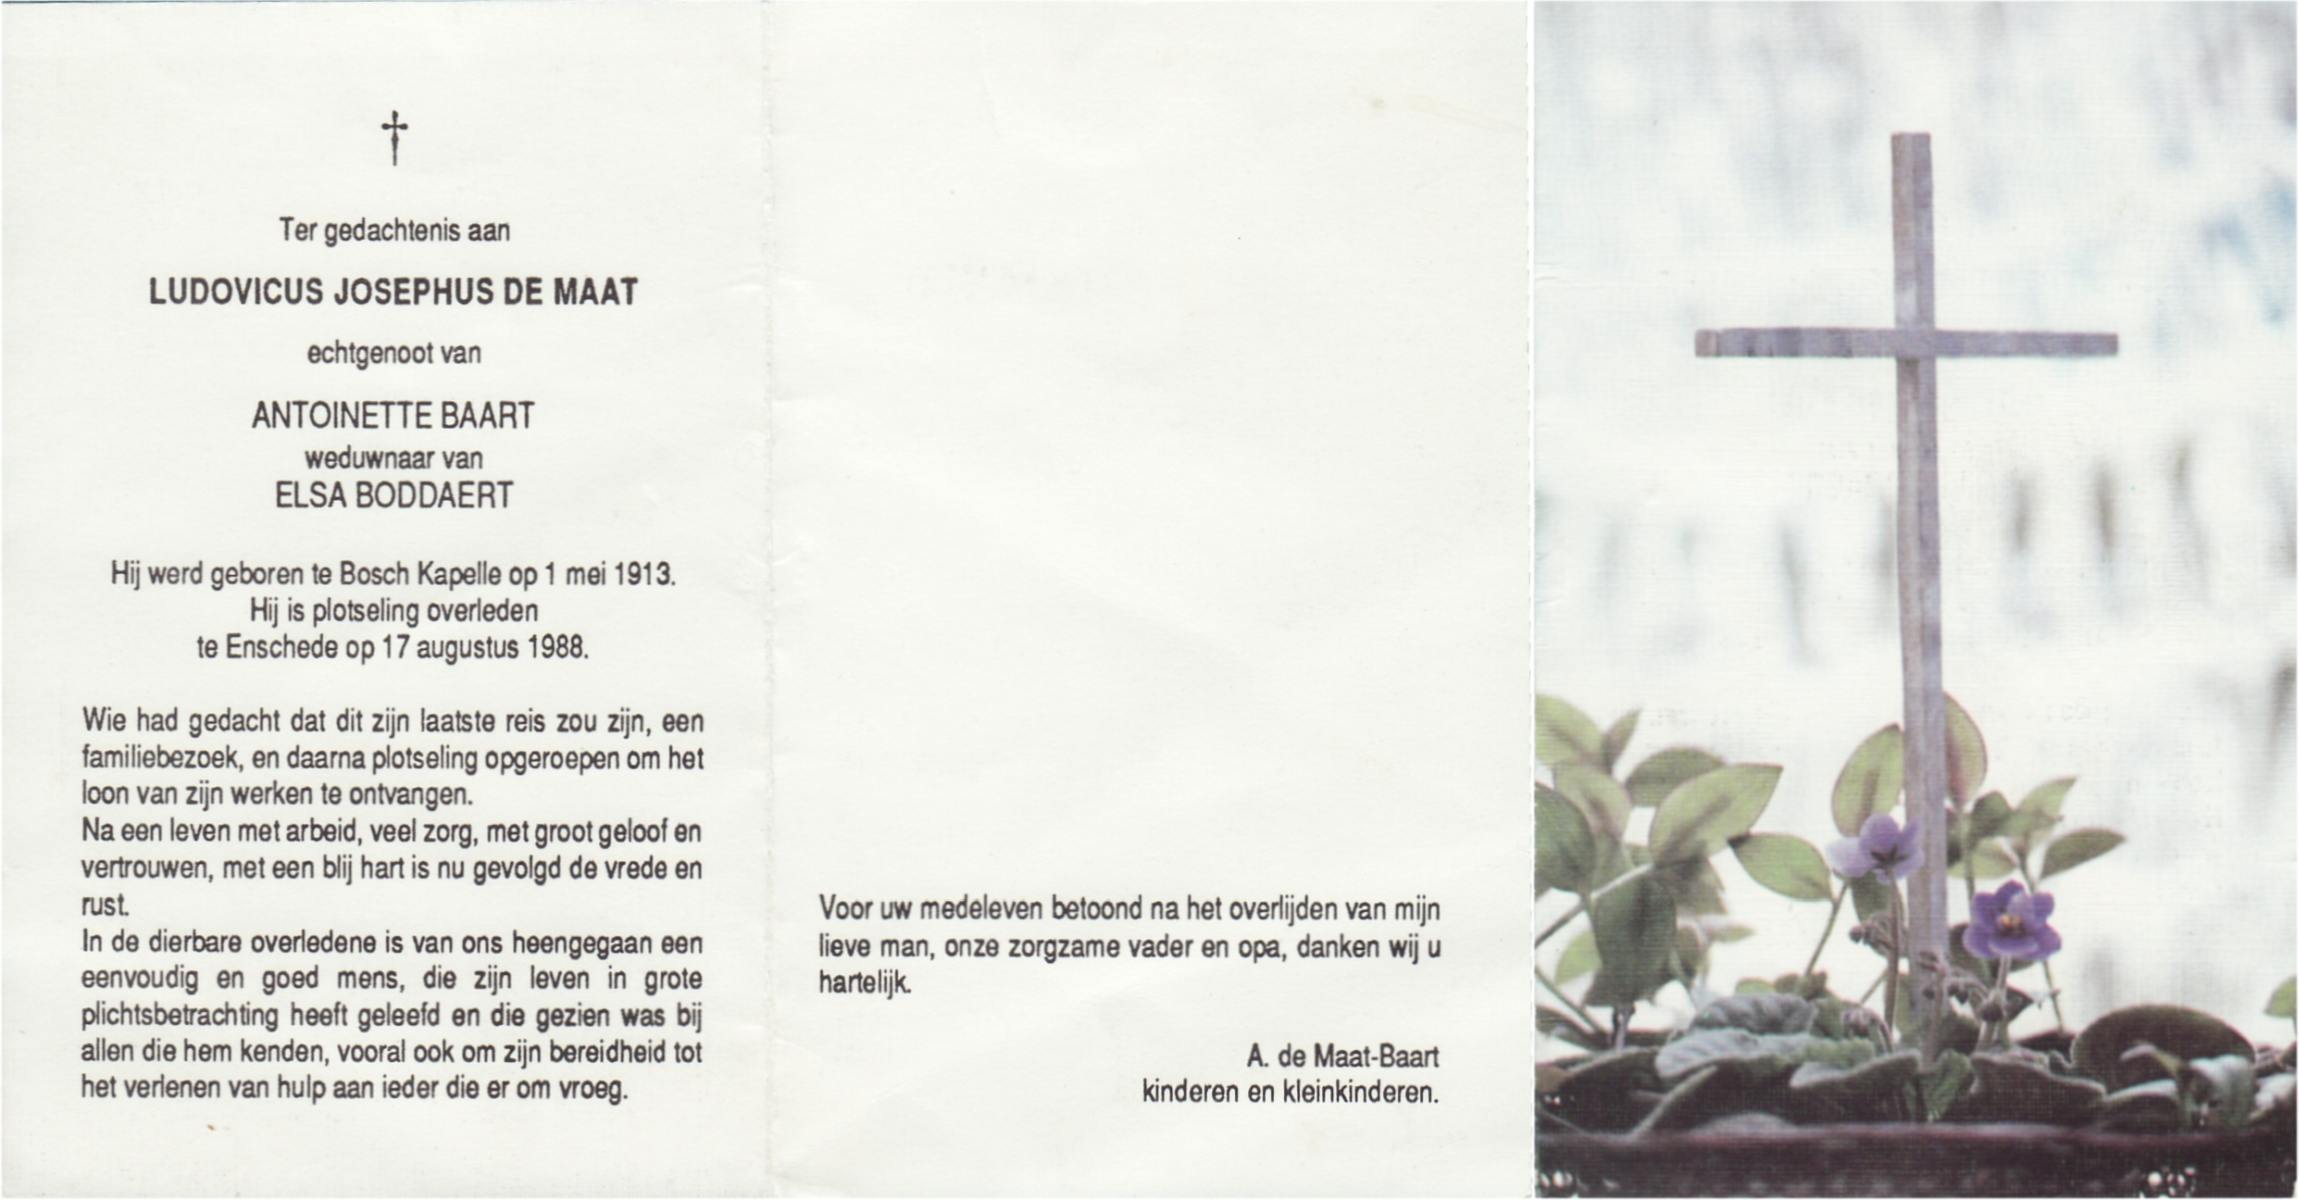 Ter gedachtenis aan
LUDOVICUS JOSEPHUS DE MAAT
echtgenoot van
ANTOINETTE BAART
weduwnaar van
ELSA BODDAERT
Hij werd geboren te Bosch Kapelle op 1 mei 1913.
Hij is plotseling overleden
te Enschede op 17 augustus 1988.
Wie had gedacht dat dit zijn laatste reis zou zijn, een
familiebezoek, en daarna plotseling opgeroepen om het
loon van zijn werken te ontvangen.
Na een leven met arbeid, veel zorg, met groot geloof en
vertrouwen, met een blij hart is nu gevolgd de vrede en
rust.
In de dierbare overledene is van ons heengegaan een
eenvoudig en goed mens, die zijn leven in grote
plichtsbetrachting heeft geleefd en die gezien was bij
allen die hem kenden, vooral ook om zijn bereidheid tot
het verlenen van hulp aan ieder die er om vroeg.
Voor uw medeleven betoond na het overlijden van mijn
lieve man, onze zorgzame vader en opa, danken wij u
hartelijk.
A. de Maat-Baart
kinderen en kleinkinderen.